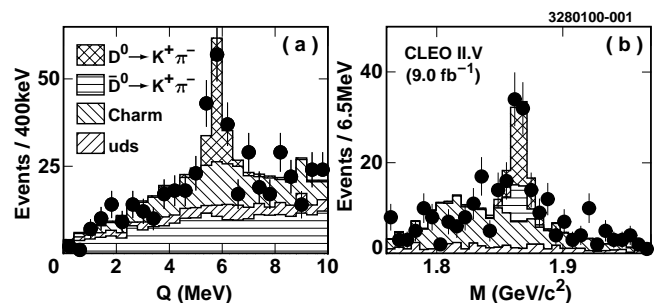 3280100-001
( a )
D⁰→ K⁺π⁻
D̄⁰→ K⁺π⁻
Charm
uds
Events / 400keV
50
25
0 2 4 6 8 10
Q (MeV)
( b )
CLEO II.V
(9.0 fb⁻¹)
Events / 6.5MeV
40
20
0
1.8 1.9
M (GeV/c²)